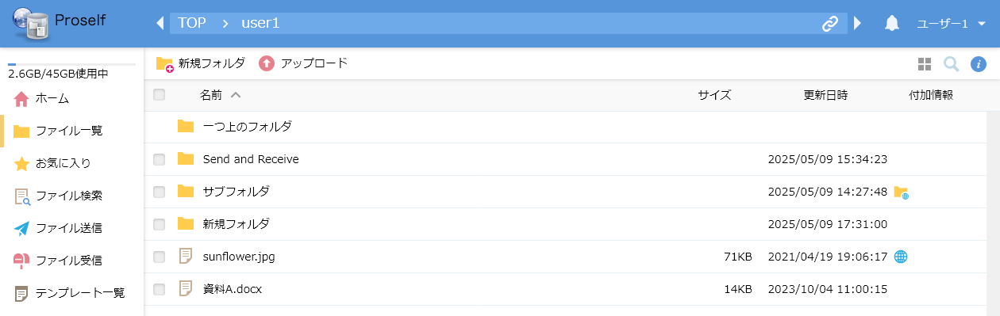 Proself
TOP user1
ユーザー1
2.6GB/45GB使用中
ホーム
ファイル一覧
お気に入り
ファイル検索
ファイル送信
ファイル受信
テンプレート一覧
新規フォルダ アップロード
名前 サイズ 更新日時 付加情報
一つ上のフォルダ
Send and Receive 2025/05/09 15:34:23
サブフォルダ 2025/05/09 14:27:48
新規フォルダ 2025/05/09 17:31:00
sunflower.jpg 71KB 2021/04/19 19:06:17
資料A.docx 14KB 2023/10/04 11:00:15